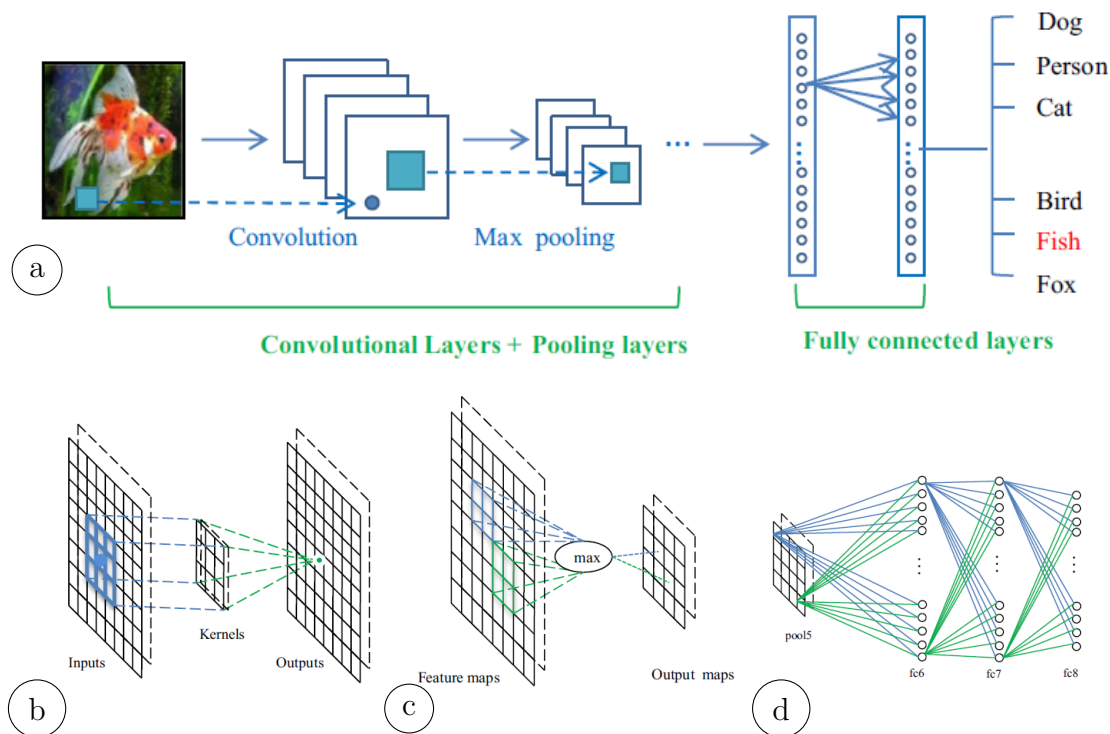 Dog
Person
Cat
...
Bird
Fish
Fox
Convolution
Max pooling
a
Convolutional Layers + Pooling layers
Fully connected layers
Inputs
Kernels
Outputs
b
max
Feature maps
Output maps
c
pool5
fc6
fc7
fc8
d